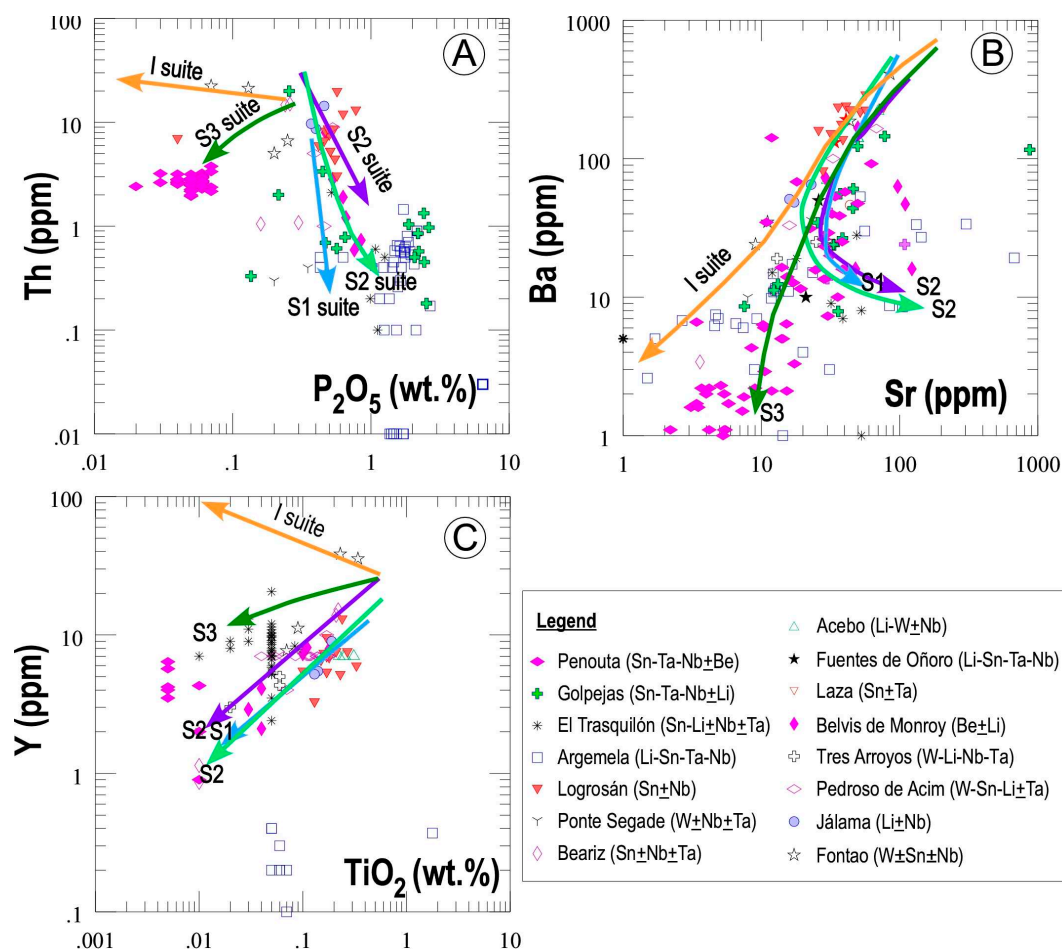 A
Th (ppm)
100
10
1
.1
.01
I suite
S3 suite
S2 suite
S2 suite
S1 suite
P2O5 (wt.%)
.01 .1 1 10
B
Ba (ppm)
1000
100
10
1
I suite
S1
S2
S2
S3
Sr (ppm)
1 10 100 1000
C
Y (ppm)
100
10
1
.1
I suite
S3
S2 S1
S2
TiO2 (wt.%)
.001 .01 .1 1 10
Legend
Penouta (Sn-Ta-Nb±Be)
Golpejas (Sn-Ta-Nb±Li)
El Trasquilón (Sn-Li±Nb±Ta)
Argemela (Li-Sn-Ta-Nb)
Logrosán (Sn±Nb)
Ponte Segade (W±Nb±Ta)
Beariz (Sn±Nb±Ta)
Acebo (Li-W±Nb)
Fuentes de Oñoro (Li-Sn-Ta-Nb)
Laza (Sn±Ta)
Belvis de Monroy (Be±Li)
Tres Arroyos (W-Li-Nb-Ta)
Pedroso de Acim (W-Sn-Li±Ta)
Jálama (Li±Nb)
Fontao (W±Sn±Nb)